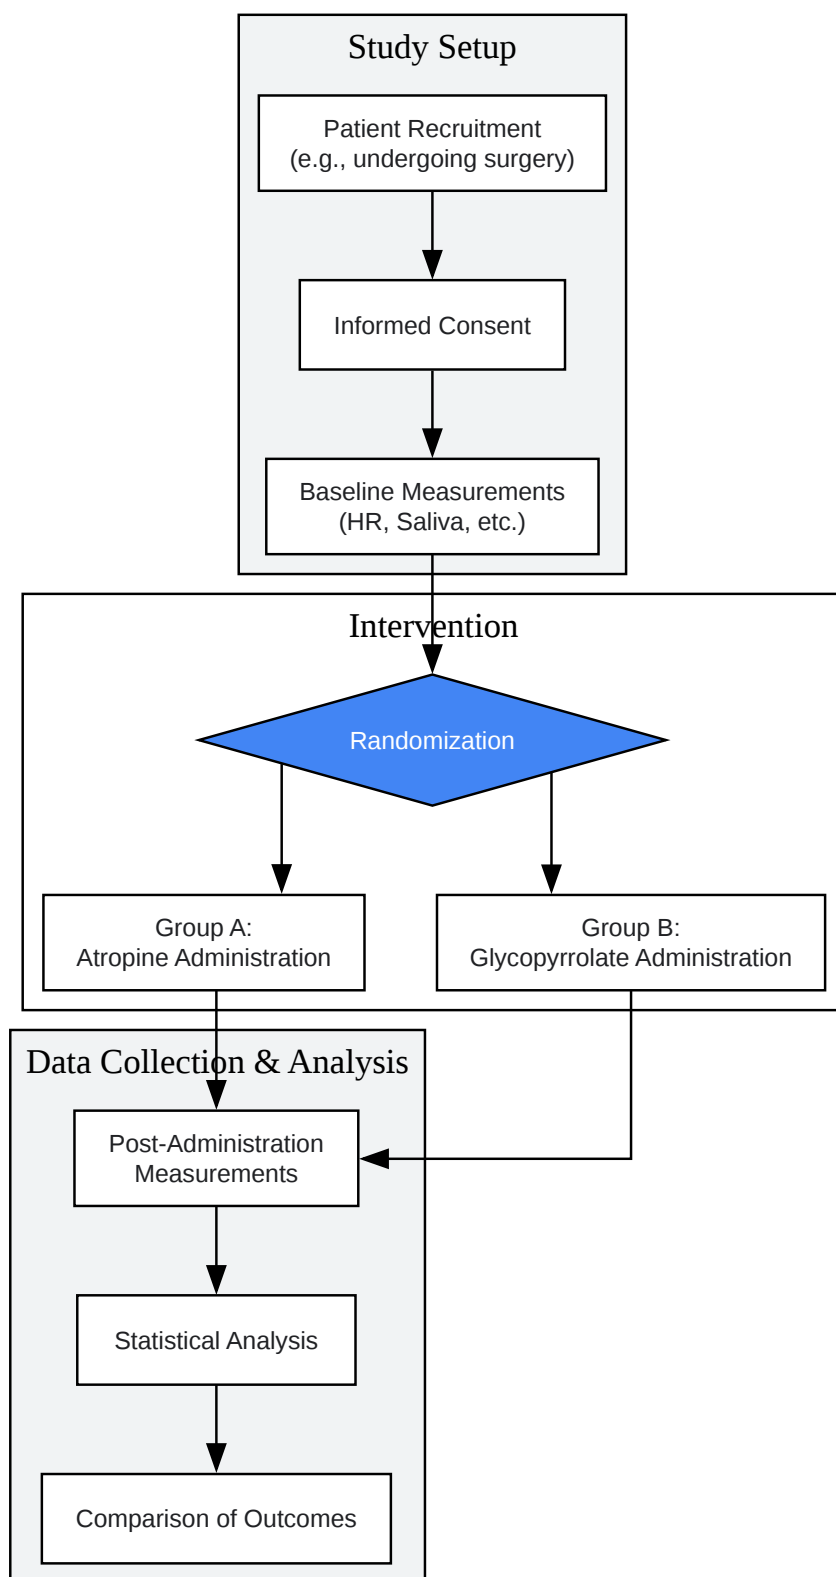 Study Setup
Patient Recruitment
(e.g., undergoing surgery)
Informed Consent
Baseline Measurements
(HR, Saliva, etc.)
Intervention
Randomization
Group A:
Atropine Administration
Group B:
Glycopyrrolate Administration
Data Collection & Analysis
Post-Administration
Measurements
Statistical Analysis
Comparison of Outcomes